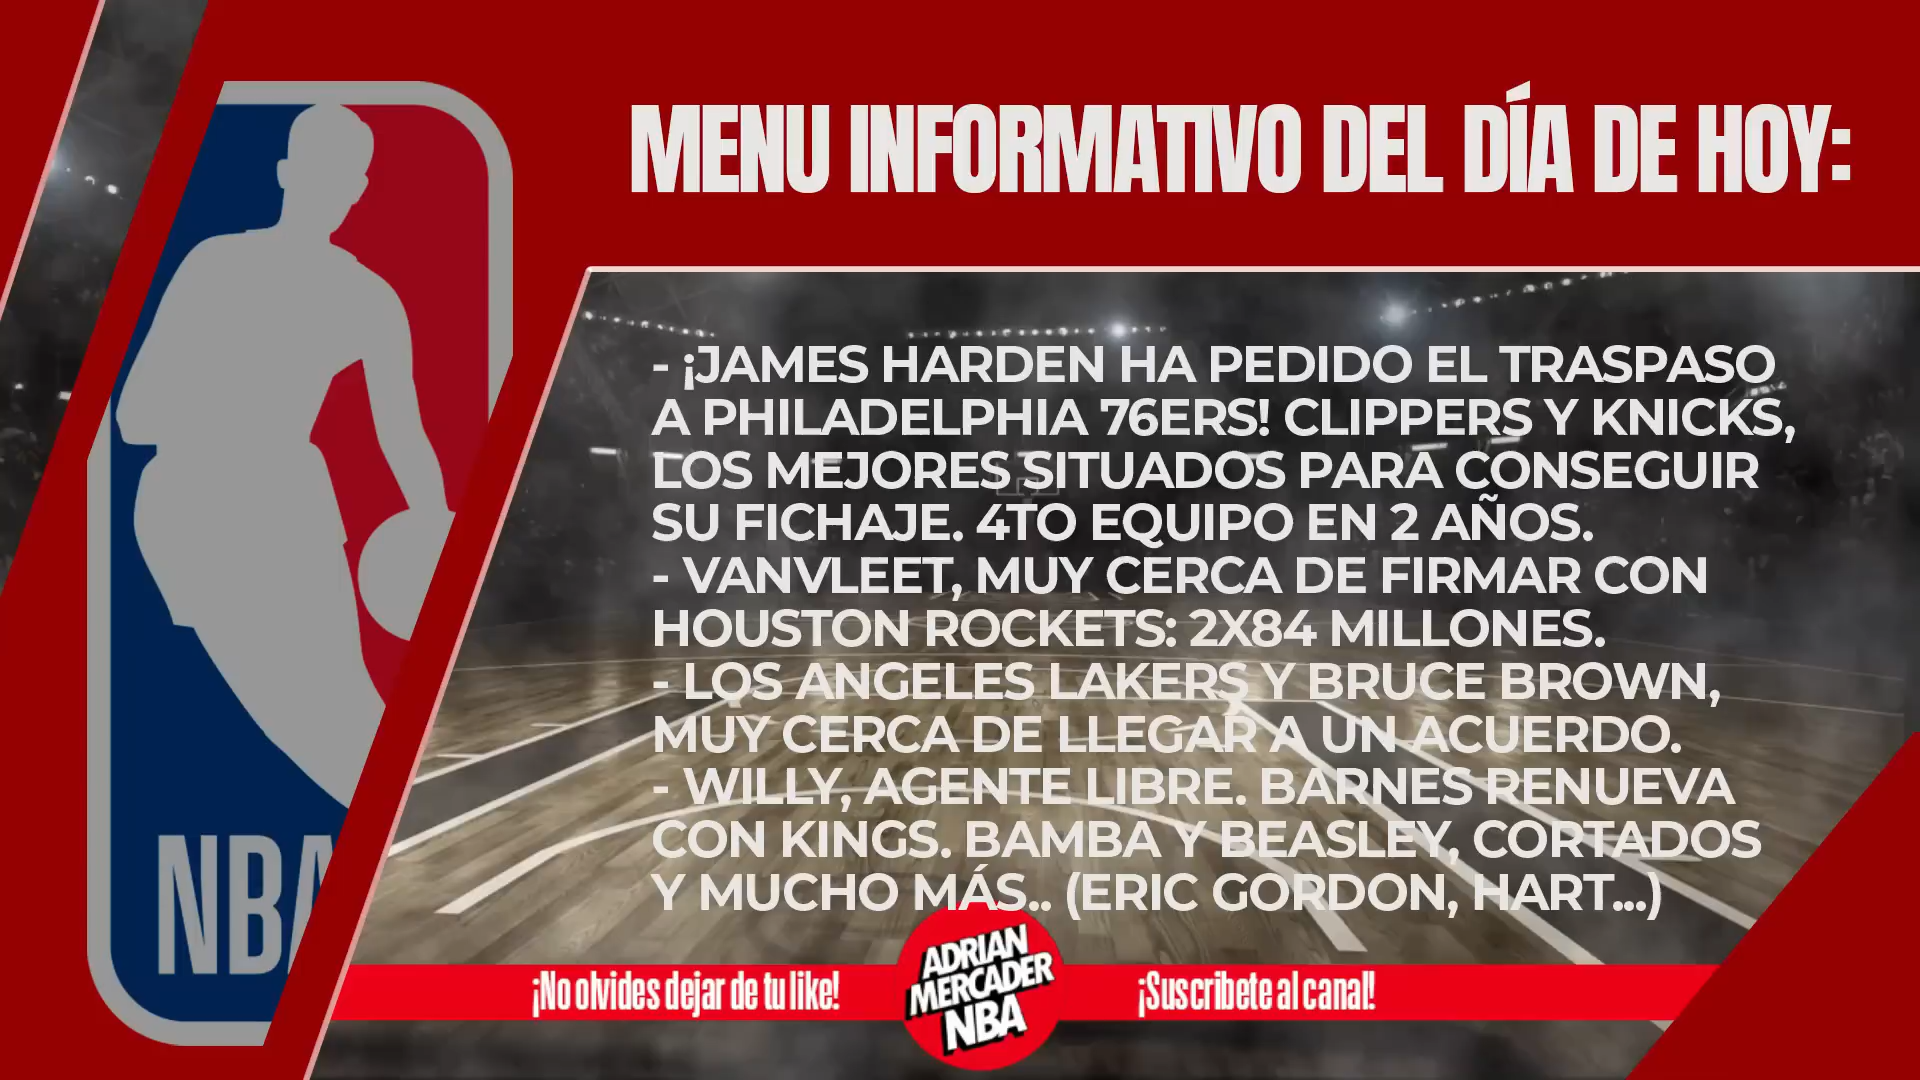 MENU INFORMATIVO DEL DÍA DE HOY:
- ¡JAMES HARDEN HA PEDIDO EL TRASPASO
A PHILADELPHIA 76ERS! CLIPPERS Y KNICKS,
LOS MEJORES SITUADOS PARA CONSEGUIR
SU FICHAJE. 4TO EQUIPO EN 2 AÑOS.
- VANVLEET, MUY CERCA DE FIRMAR CON
HOUSTON ROCKETS: 2X84 MILLONES.
- LOS ANGELES LAKERS Y BRUCE BROWN,
MUY CERCA DE LLEGAR A UN ACUERDO.
- WILLY, AGENTE LIBRE. BARNES RENUEVA
CON KINGS. BAMBA Y BEASLEY, CORTADOS
Y MUCHO MÁS.. (ERIC GORDON, HART...)
NBA
¡No olvides dejar de tu like!
ADRIAN
MERCADER
NBA
¡Suscribete al canal!